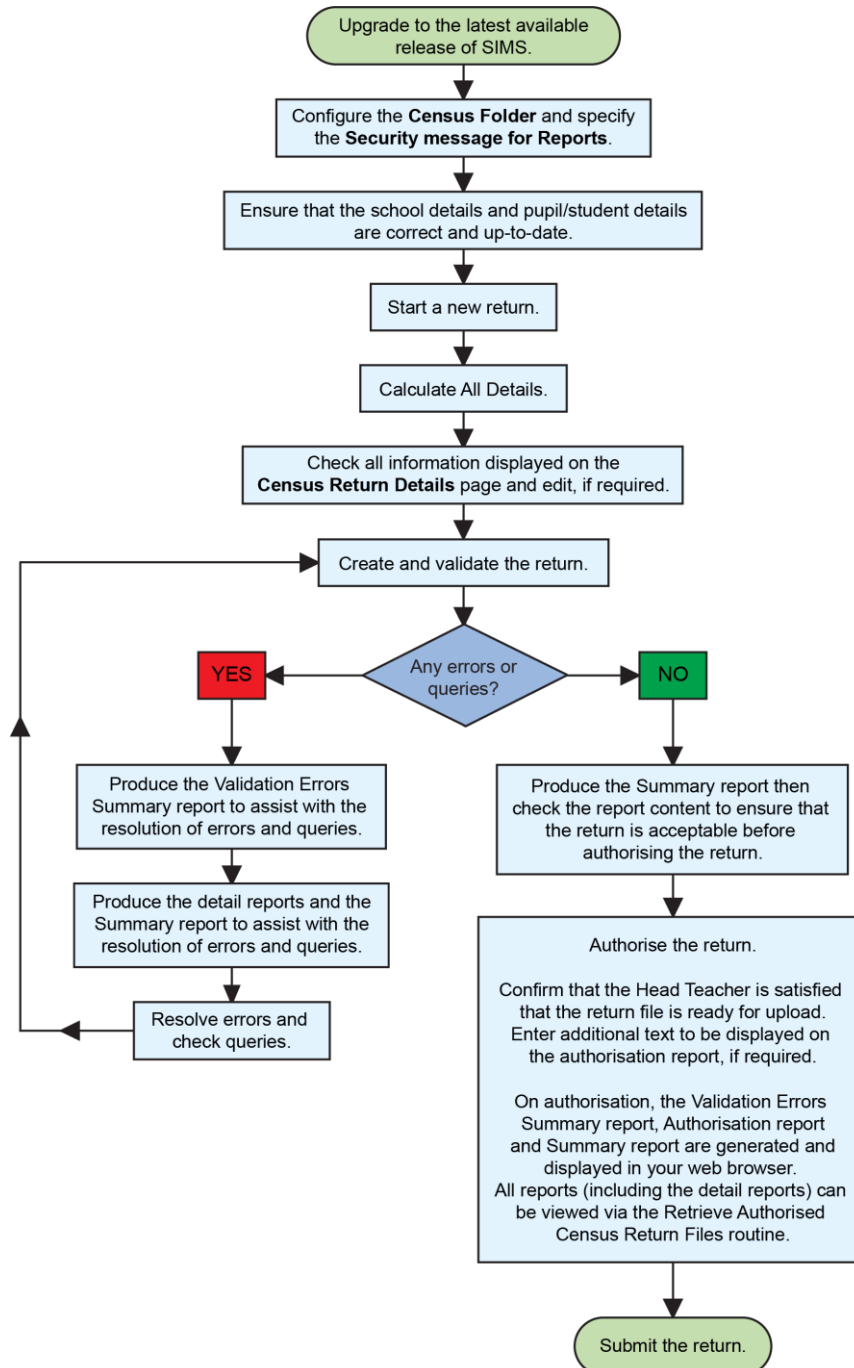 Upgrade to the latest available
release of SIMS.
Configure the Census Folder and specify
the Security message for Reports.
Ensure that the school details and pupil/student details
are correct and up-to-date.
Start a new return.
Calculate All Details.
Check all information displayed on the
Census Return Details page and edit, if required.
Create and validate the return.
Any errors or
queries?
YES
NO
Produce the Validation Errors
Summary report to assist with the
resolution of errors and queries.
Produce the detail reports and the
Summary report to assist with the
resolution of errors and queries.
Resolve errors and
check queries.
Produce the Summary report then
check the report content to ensure that
the return is acceptable before
authorising the return.
Authorise the return.
Confirm that the Head Teacher is satisfied
that the return file is ready for upload.
Enter additional text to be displayed on
the authorisation report, if required.
On authorisation, the Validation Errors
Summary report, Authorisation report
and Summary report are generated and
displayed in your web browser.
All reports (including the detail reports) can
be viewed via the Retrieve Authorised
Census Return Files routine.
Submit the return.